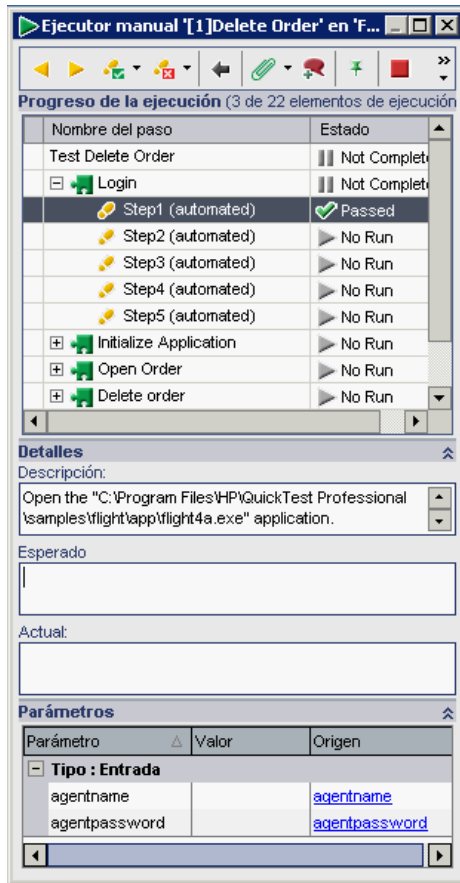 Ejecutor manual '[1]Delete Order' en 'F...
Progreso de la ejecución (3 de 22 elementos de ejecución
Nombre del paso Estado
Test Delete Order Not Complet
Login Not Complet
Step1 (automated) Passed
Step2 (automated) No Run
Step3 (automated) No Run
Step4 (automated) No Run
Step5 (automated) No Run
Initialize Application No Run
Open Order No Run
Delete order No Run
Detalles
Descripción:
Open the "C:\Program Files\HP\QuickTest Professional
\samples\flight\app\flight4a.exe" application.
Esperado
Actual:
Parámetros
Parámetro Valor Origen
Tipo : Entrada
agentname agentname
agentpassword agentpassword